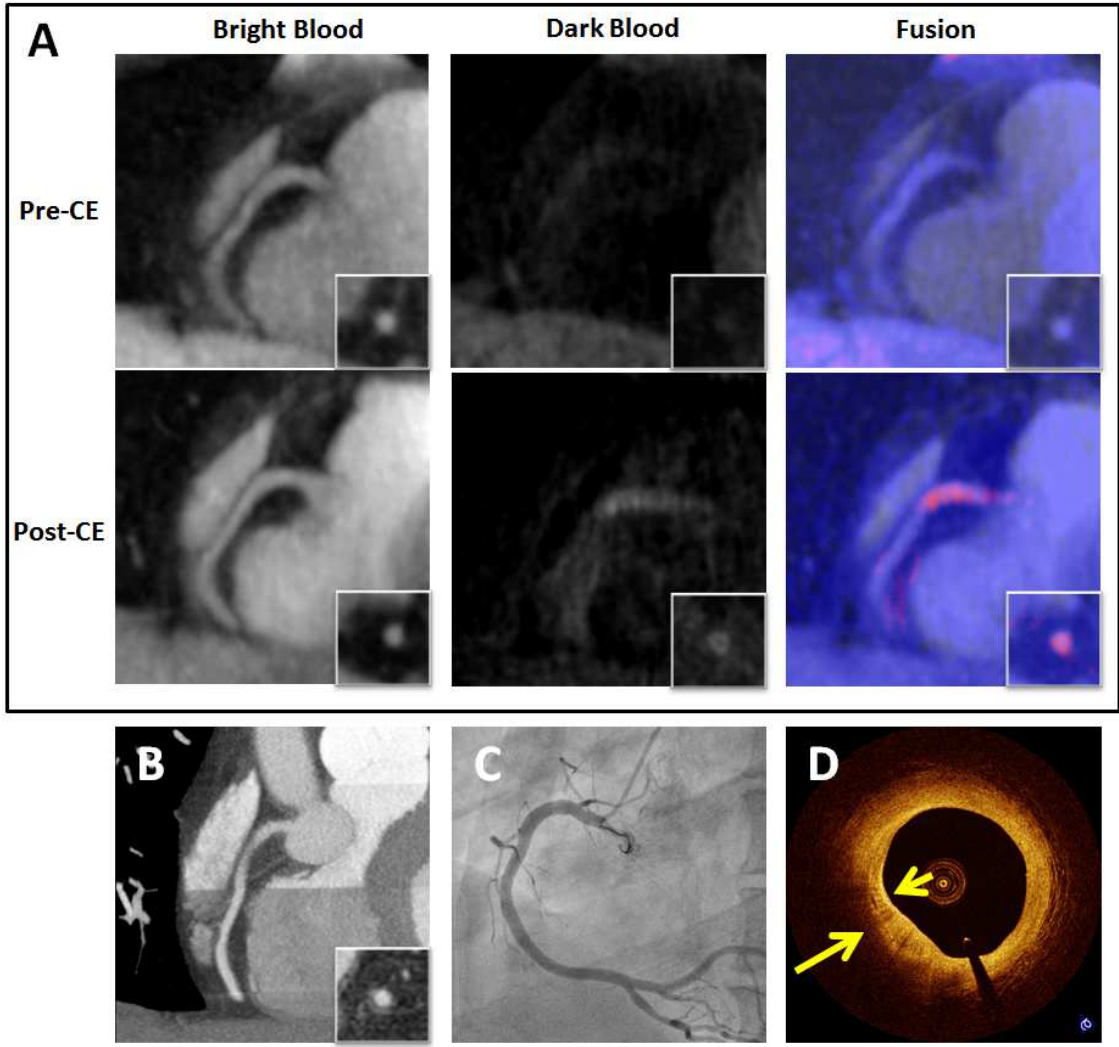 A
Bright Blood
Dark Blood
Fusion
Pre-CE
Post-CE
B
C
D